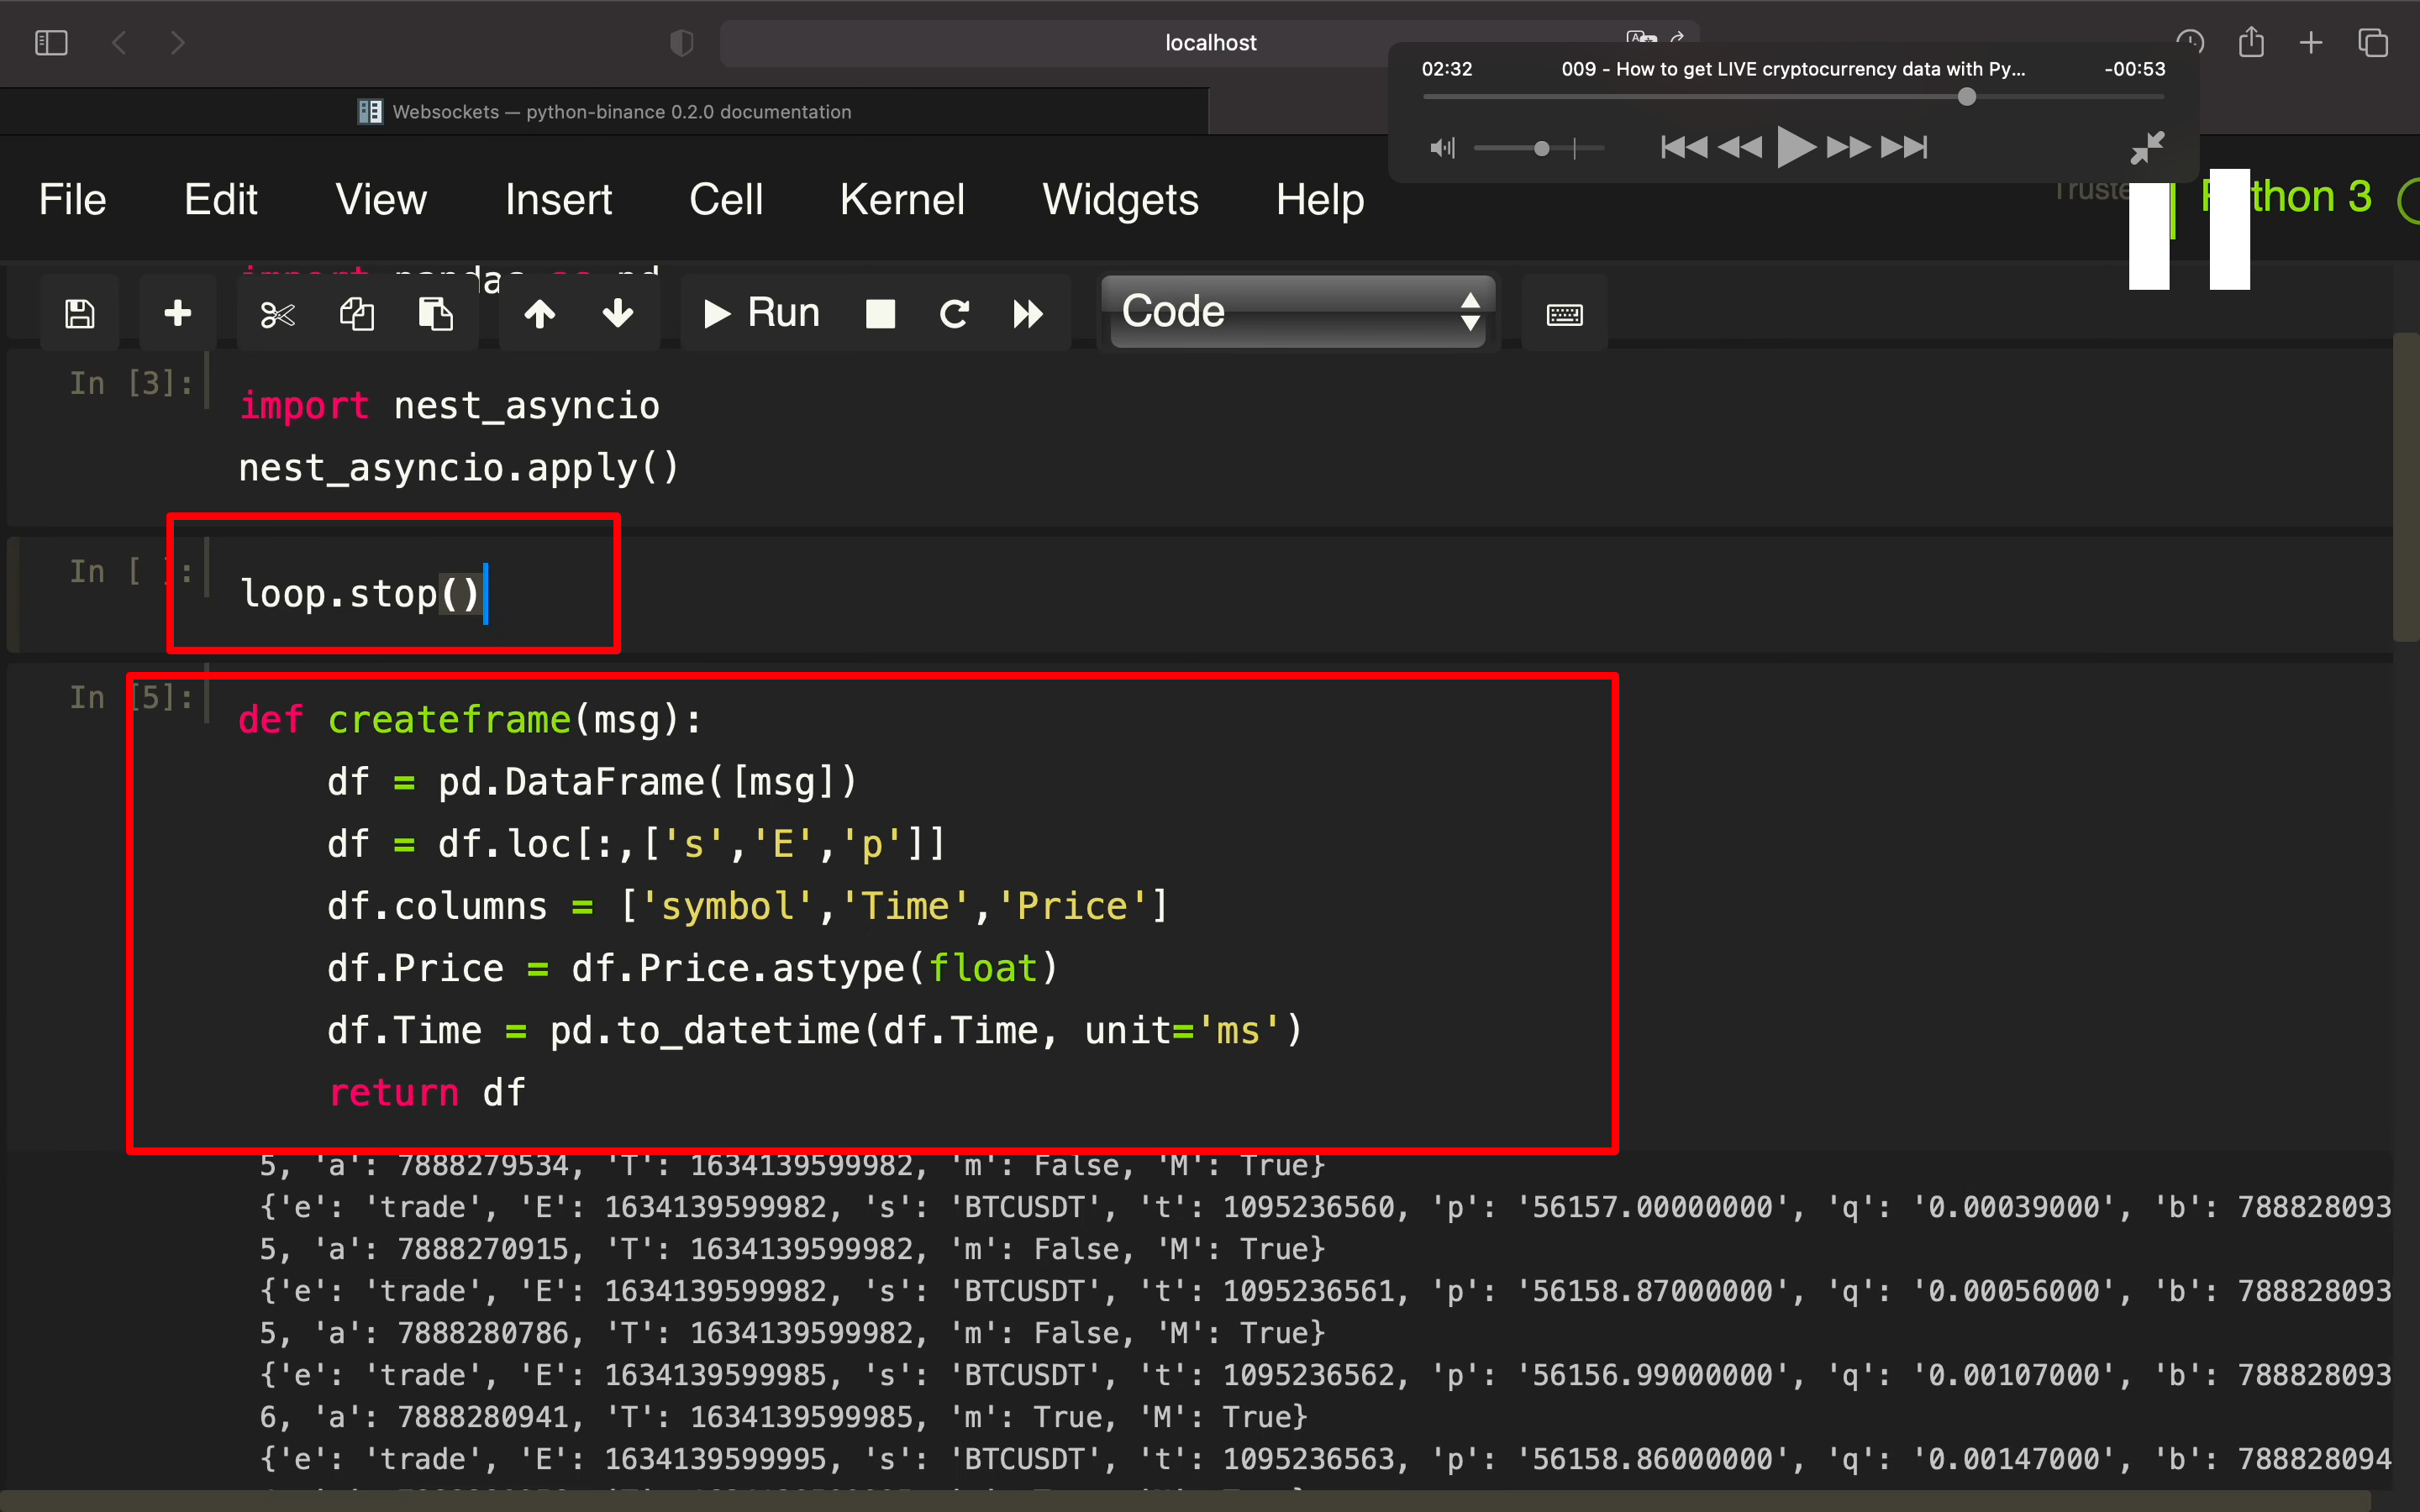 localhost
02:32 009 - How to get LIVE cryptocurrency data with Py... -00:53
Websockets — python-binance 0.2.0 documentation
File Edit View Insert Cell Kernel Widgets Help
Run Code
In [3]:
import nest_asyncio
nest_asyncio.apply()
In [ ]:
loop.stop()
In [5]:
def createframe(msg):
df = pd.DataFrame([msg])
df = df.loc[:,['s','E','p']]
df.columns = ['symbol','Time','Price']
df.Price = df.Price.astype(float)
df.Time = pd.to_datetime(df.Time, unit='ms')
return df
5, 'a': 7888279534, 'T': 1634139599982, 'm': False, 'M': True}
{'e': 'trade', 'E': 1634139599982, 's': 'BTCUSDT', 't': 1095236560, 'p': '56157.00000000', 'q': '0.00039000', 'b': 788828093
5, 'a': 7888270915, 'T': 1634139599982, 'm': False, 'M': True}
{'e': 'trade', 'E': 1634139599982, 's': 'BTCUSDT', 't': 1095236561, 'p': '56158.87000000', 'q': '0.00056000', 'b': 788828093
5, 'a': 7888280786, 'T': 1634139599982, 'm': False, 'M': True}
{'e': 'trade', 'E': 1634139599985, 's': 'BTCUSDT', 't': 1095236562, 'p': '56156.99000000', 'q': '0.00107000', 'b': 788828093
6, 'a': 7888280941, 'T': 1634139599985, 'm': True, 'M': True}
{'e': 'trade', 'E': 1634139599995, 's': 'BTCUSDT', 't': 1095236563, 'p': '56158.86000000', 'q': '0.00147000', 'b': 788828094